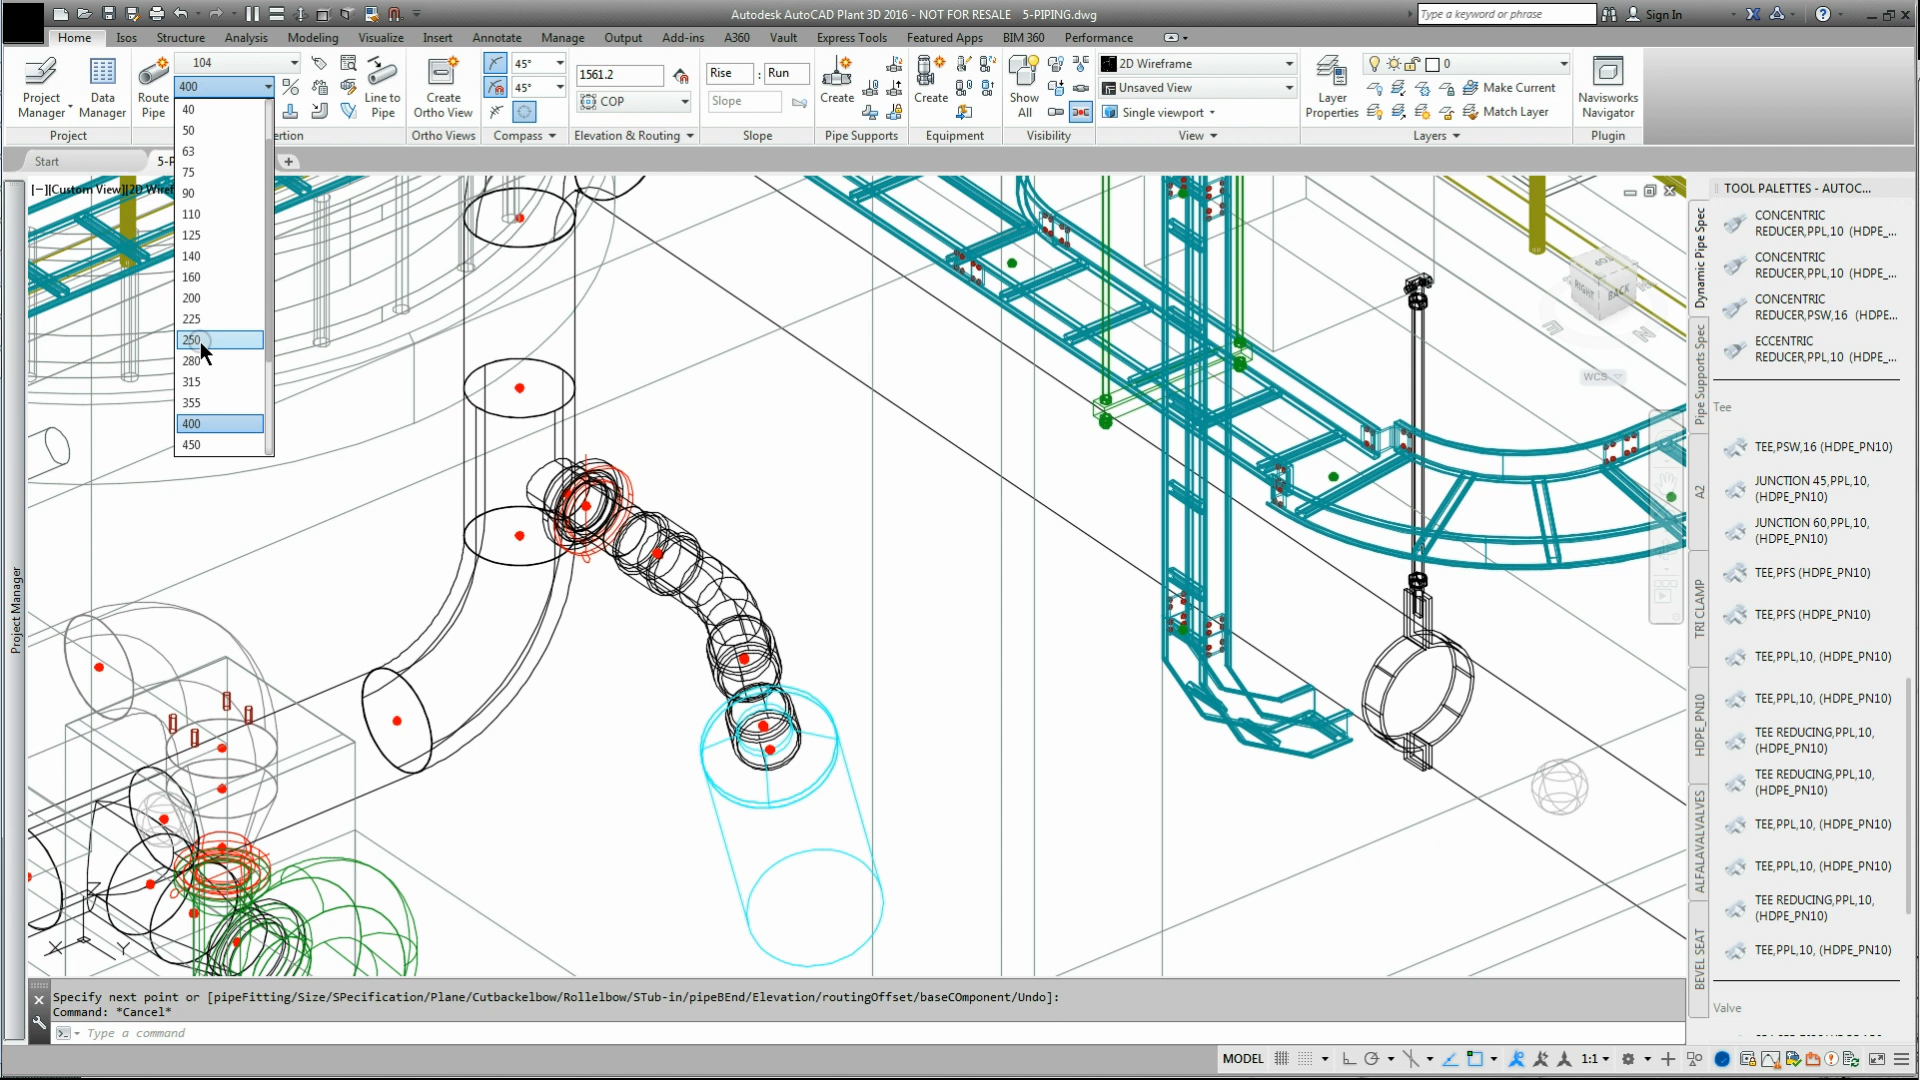 Autodesk AutoCAD Plant 3D 2016 - NOT FOR RESALE 5-PIPING.dwg
Type a keyword or phrase
Sign In
Home Isos Structure Analysis Modeling Visualize Insert Annotate Manage Output Add-ins A360 Vault Express Tools Featured Apps BIM 360 Performance
Project Manager
Data Manager
Route Pipe
104
400
Line to Pipe
Create Ortho View
45°
45°
1561.2
COP
Rise : Run
Slope
Create
Create
Show All
2D Wireframe
Unsaved View
Single viewport
Layer Properties
0
Make Current
Match Layer
Navisworks Navigator
Project
ertion
Ortho Views
Compass
Elevation & Routing
Slope
Pipe Supports
Equipment
Visibility
View
Layers
Plugin
Start
5-P
40
50
63
75
90
110
125
140
160
200
225
250
280
315
355
400
450
[−][Custom View][2D Wiref
RIGHT
BACK
WCS
X
Y
Z
Project Manager
TOOL PALETTES - AUTOC...
Dynamic Pipe Spec
Pipe Supports Spec
A2
TRI CLAMP
HDPE_PN10
ALFALAVALVALVES
BEVEL SEAT
CONCENTRIC
REDUCER,PPL,10 (HDPE_...
CONCENTRIC
REDUCER,PPL,10 (HDPE_...
CONCENTRIC
REDUCER,PSW,16 (HDPE...
ECCENTRIC
REDUCER,PPL,10 (HDPE_...
Tee
TEE,PSW,16 (HDPE_PN10)
JUNCTION 45,PPL,10,
(HDPE_PN10)
JUNCTION 60,PPL,10,
(HDPE_PN10)
TEE,PFS (HDPE_PN10)
TEE,PFS (HDPE_PN10)
TEE,PPL,10, (HDPE_PN10)
TEE,PPL,10, (HDPE_PN10)
TEE REDUCING,PPL,10,
(HDPE_PN10)
TEE REDUCING,PPL,10,
(HDPE_PN10)
TEE,PPL,10, (HDPE_PN10)
TEE,PPL,10, (HDPE_PN10)
TEE REDUCING,PPL,10,
(HDPE_PN10)
TEE,PPL,10, (HDPE_PN10)
Valve
Specify next point or [pipeFitting/Size/SPecification/Plane/Cutbackelbow/Rollelbow/STub-in/pipeBEnd/Elevation/routingOffset/baseCOmponent/Undo]:
Command: *Cancel*
Type a command
MODEL
1:1